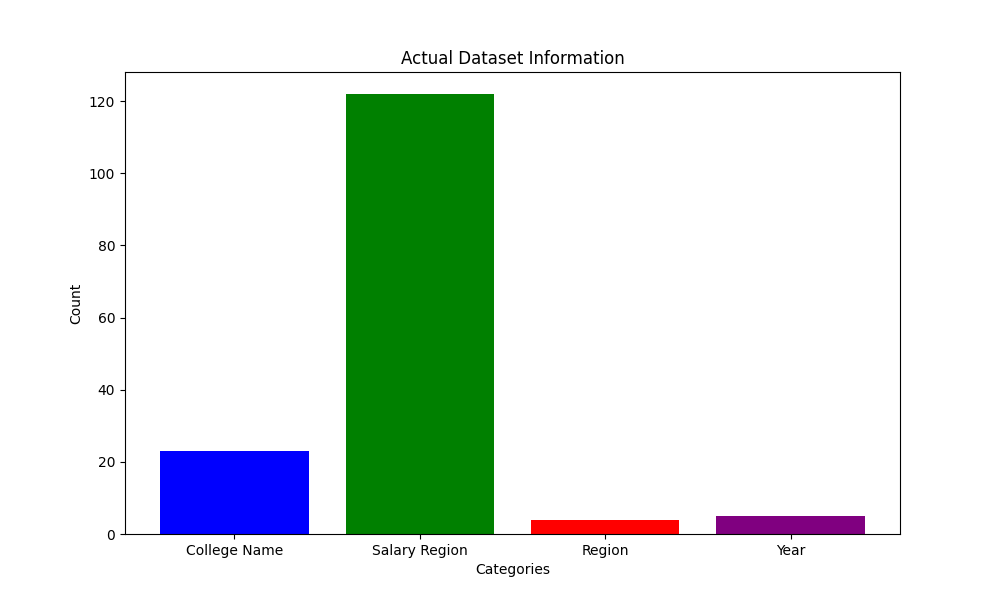 Actual Dataset Information
120
100
80
60
40
20
0
Count
College Name
Salary Region
Region
Year
Categories